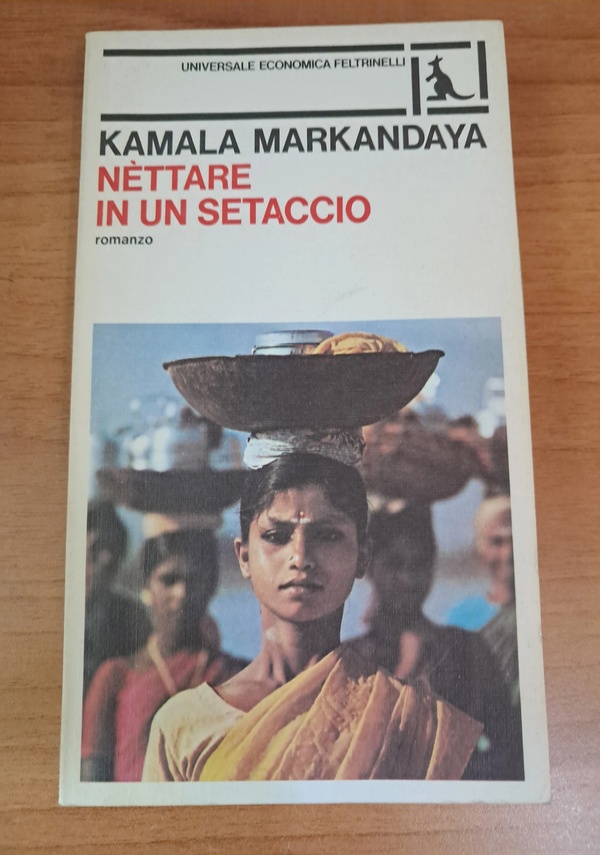 UNIVERSALE ECONOMICA FELTRINELLI
KAMALA MARKANDAYA
NÈTTARE
IN UN SETACCIO
romanzo